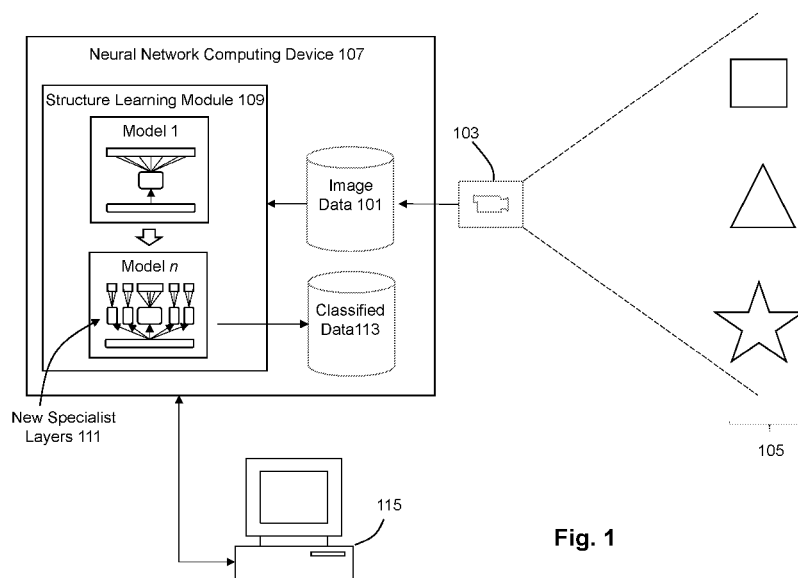 Neural Network Computing Device 107
Structure Learning Module 109
Model 1
Image
Data 101
103
Model n
Classified
Data113
New Specialist
Layers 111
105
115
Fig. 1